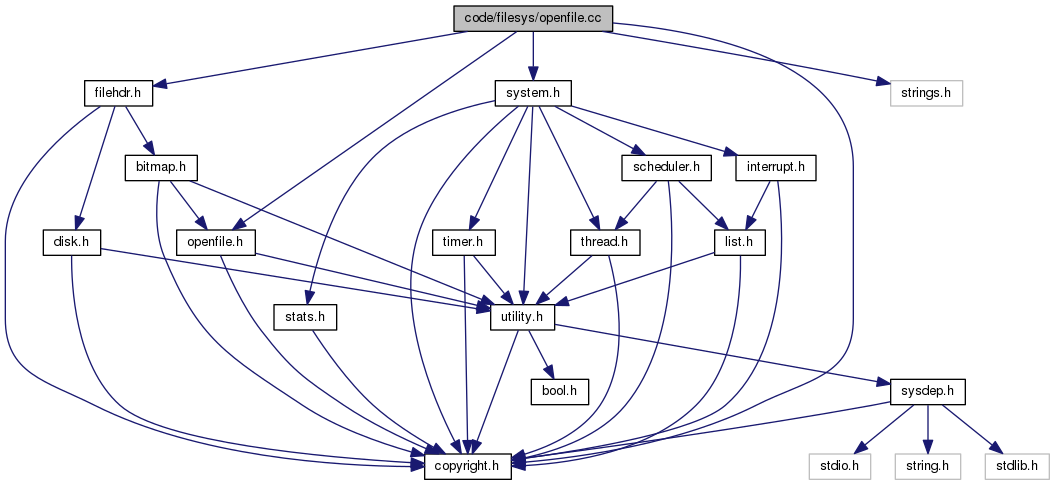 code/filesys/openfile.cc
filehdr.h
system.h
strings.h
bitmap.h
scheduler.h
interrupt.h
disk.h
openfile.h
timer.h
thread.h
list.h
stats.h
utility.h
bool.h
sysdep.h
copyright.h
stdio.h
string.h
stdlib.h